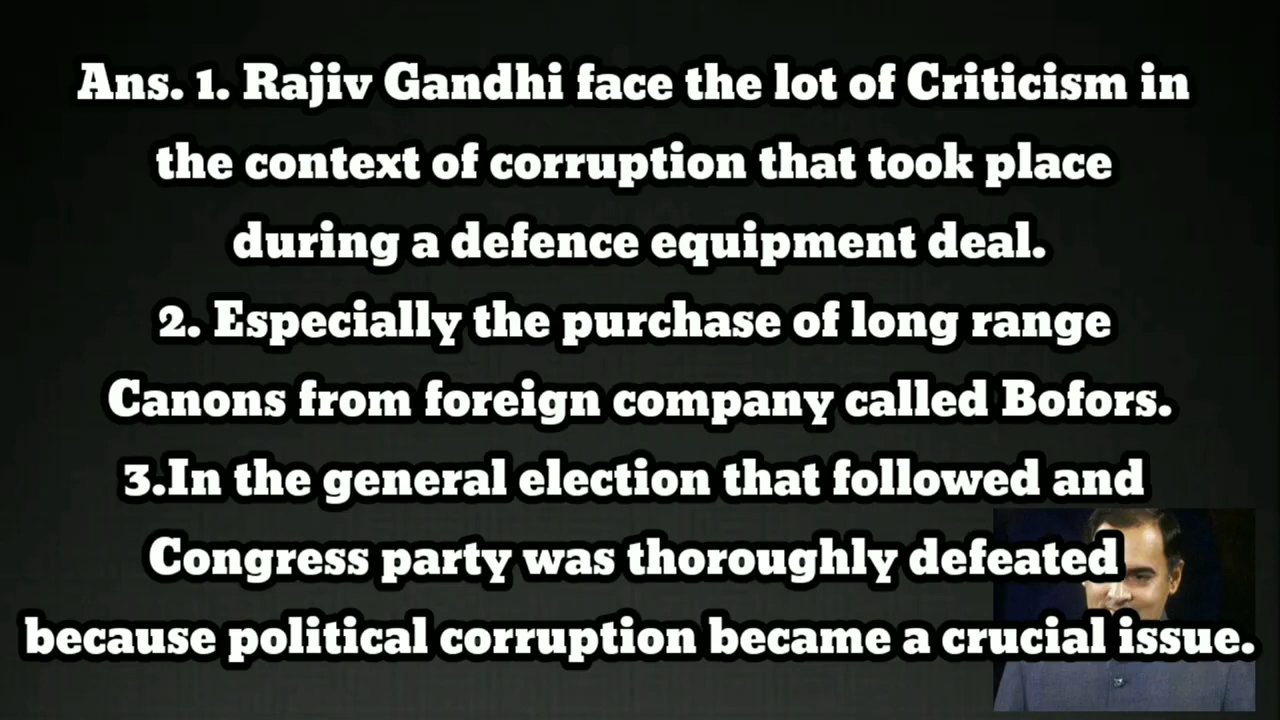 Ans. 1. Rajiv Gandhi face the lot of Criticism in
the context of corruption that took place
during a defence equipment deal.
2. Especially the purchase of long range
Canons from foreign company called Bofors.
3.In the general election that followed and
Congress party was thoroughly defeated
because political corruption became a crucial issue.